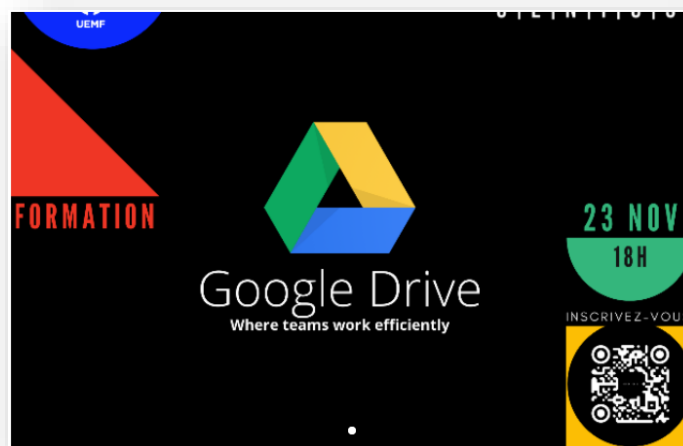 UEMF
FORMATION
23 NOV
18H
Google Drive
Where teams work efficiently
INSCRIVEZ-VOU